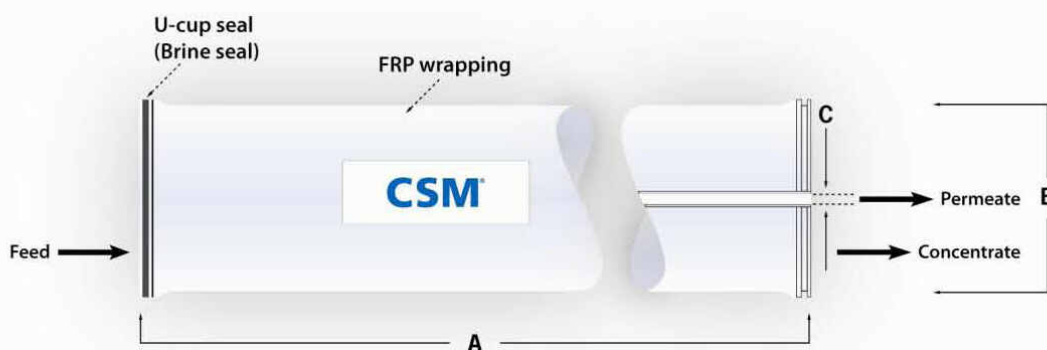 U-cup seal
(Brine seal)
FRP wrapping
C
CSM®
Permeate
B
Feed
Concentrate
A